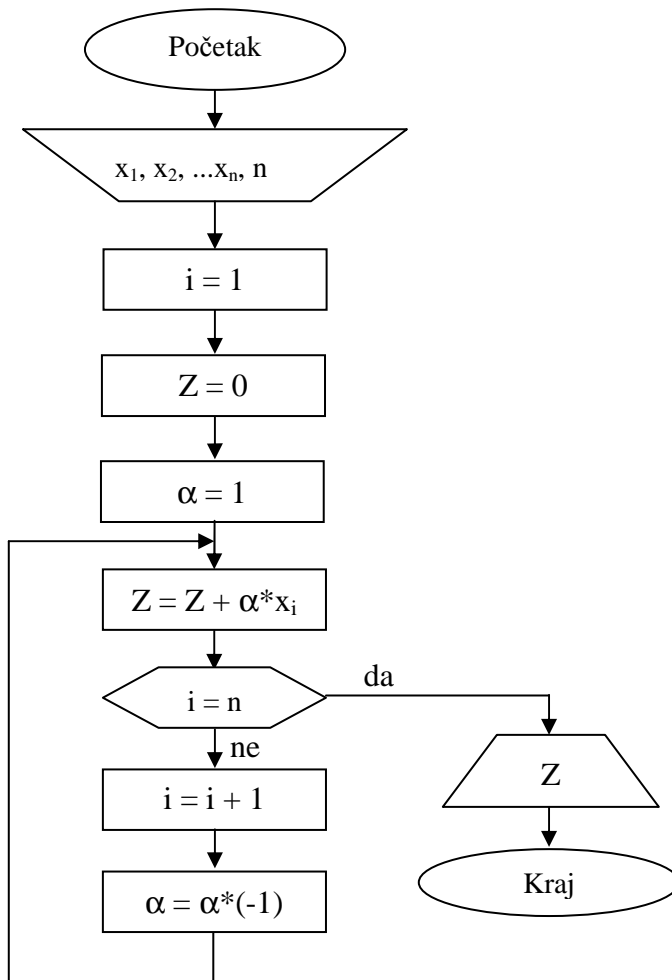 Početak
x₁, x₂, ...xₙ, n
i = 1
Z = 0
α = 1
Z = Z + α*xᵢ
i = n
da
ne
i = i + 1
α = α*(-1)
Z
Kraj